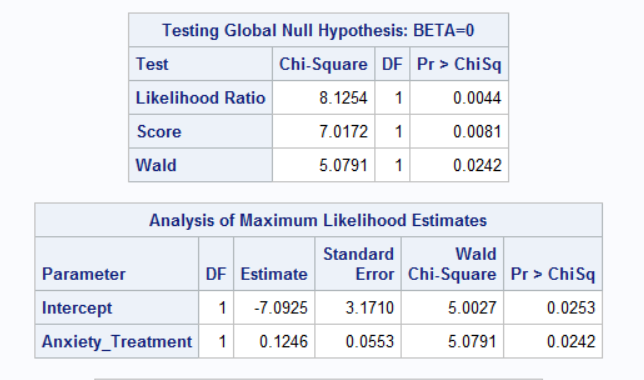 Testing Global Null Hypothesis: BETA=0
Test Chi-Square DF Pr > ChiSq
Likelihood Ratio 8.1254 1 0.0044
Score 7.0172 1 0.0081
Wald 5.0791 1 0.0242
Analysis of Maximum Likelihood Estimates
Parameter DF Estimate Standard Error Wald Chi-Square Pr > ChiSq
Intercept 1 -7.0925 3.1710 5.0027 0.0253
Anxiety_Treatment 1 0.1246 0.0553 5.0791 0.0242